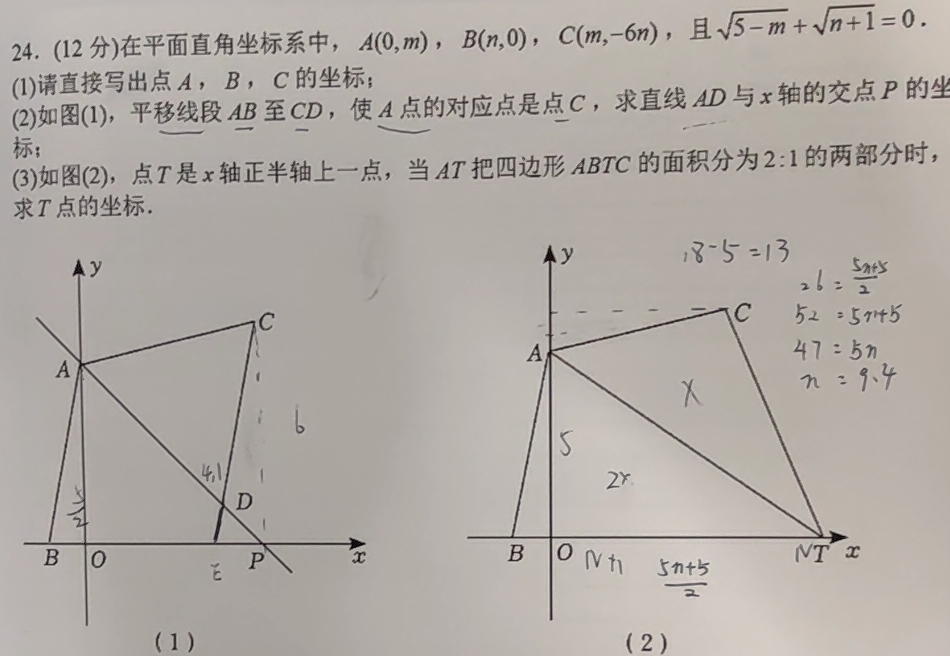 24. (12 分)在平面直角坐标系中, A(0,m), B(n,0), C(m,-6n), 且√5-m+√n+1=0.
(1)请直接写出点 A, B, C 的坐标;
(2)如图(1), 平移线段 AB 至 CD, 使 A 点的对应点是点 C, 求直线 AD 与 x 轴的交点 P 的坐
标;
(3)如图(2), 点 T 是 x 轴正半轴上一点, 当 AT 把四边形 ABTC 的面积分为 2:1 的两部分时,
求 T 点的坐标.
y
C
A
6
4,1
D
5/2
B
O
E
P
x
(1)
18-5=13
y
C
26=5n+5/2
52=5n+5
47=5n
n=9.4
A
X
5
2x
B
O
N+1
5n+5/2
N
T
x
(2)